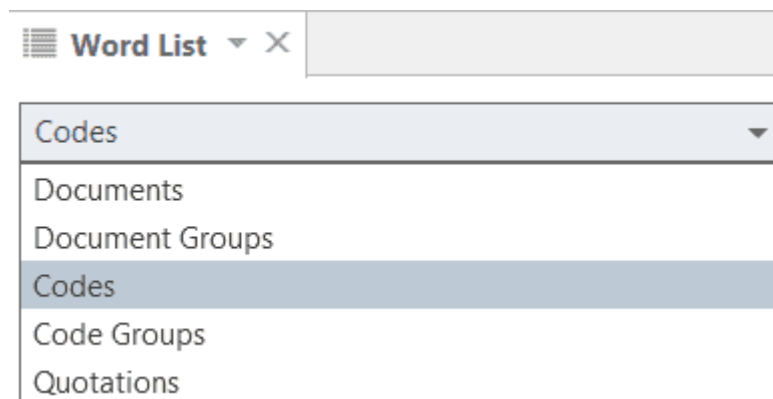 Word List
Codes
Documents
Document Groups
Codes
Code Groups
Quotations